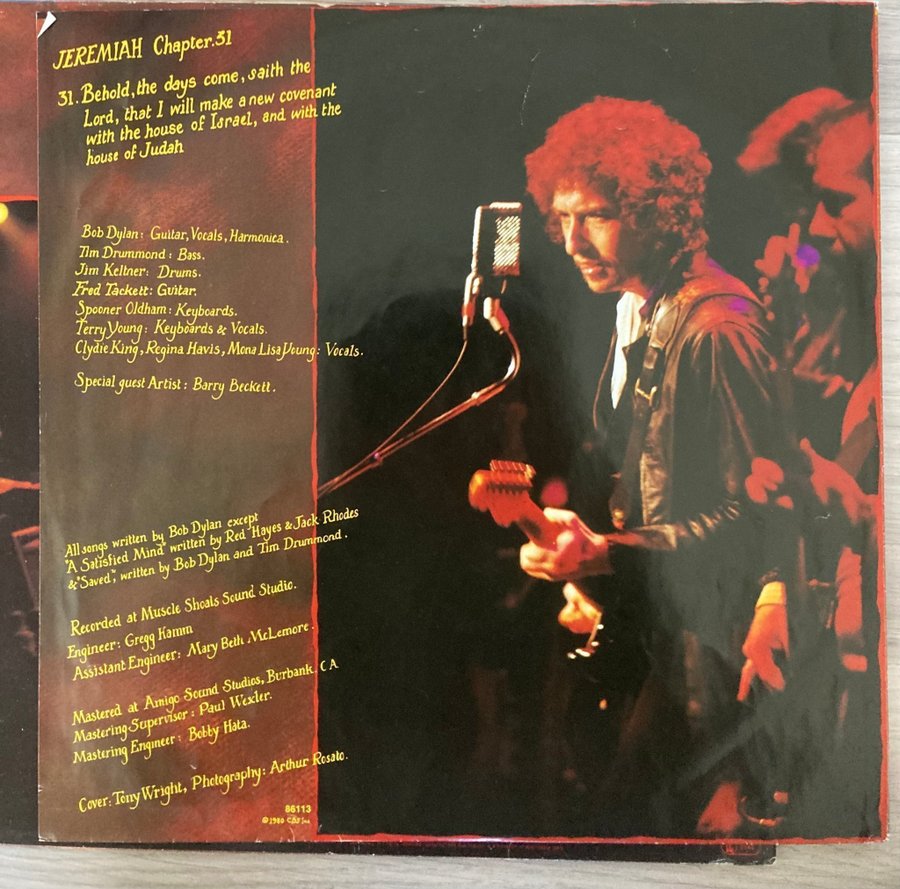 JEREMIAH Chapter.31
31. Behold, the days come, saith the
Lord, that I will make a new covenant
with the house of Israel, and with the
house of Judah
Bob Dylan: Guitar, Vocals, Harmonica.
Tim Drummond: Bass.
Jim Keltner: Drums.
Fred Tackett: Guitar.
Spooner Oldham: Keyboards.
Terry Young: Keyboards & Vocals.
Clydie King, Regina Havis, Mona Lisa Young: Vocals.
Special guest Artist: Barry Beckett.
All songs written by Bob Dylan except
"A Satisfied Mind" written by Red Hayes & Jack Rhodes
& "Saved", written by Bob Dylan and Tim Drummond.
Recorded at Muscle Shoals Sound Studio.
Engineer: Gregg Hamm
Assistant Engineer: Mary Beth McLemore.
Mastered at Amigo Sound Studios, Burbank, CA
Mastering Supervisor: Paul Wexler.
Mastering Engineer: Bobby Hata.
Cover: Tony Wright, Photography: Arthur Rosato.
86113
℗1980 CBS Inc.